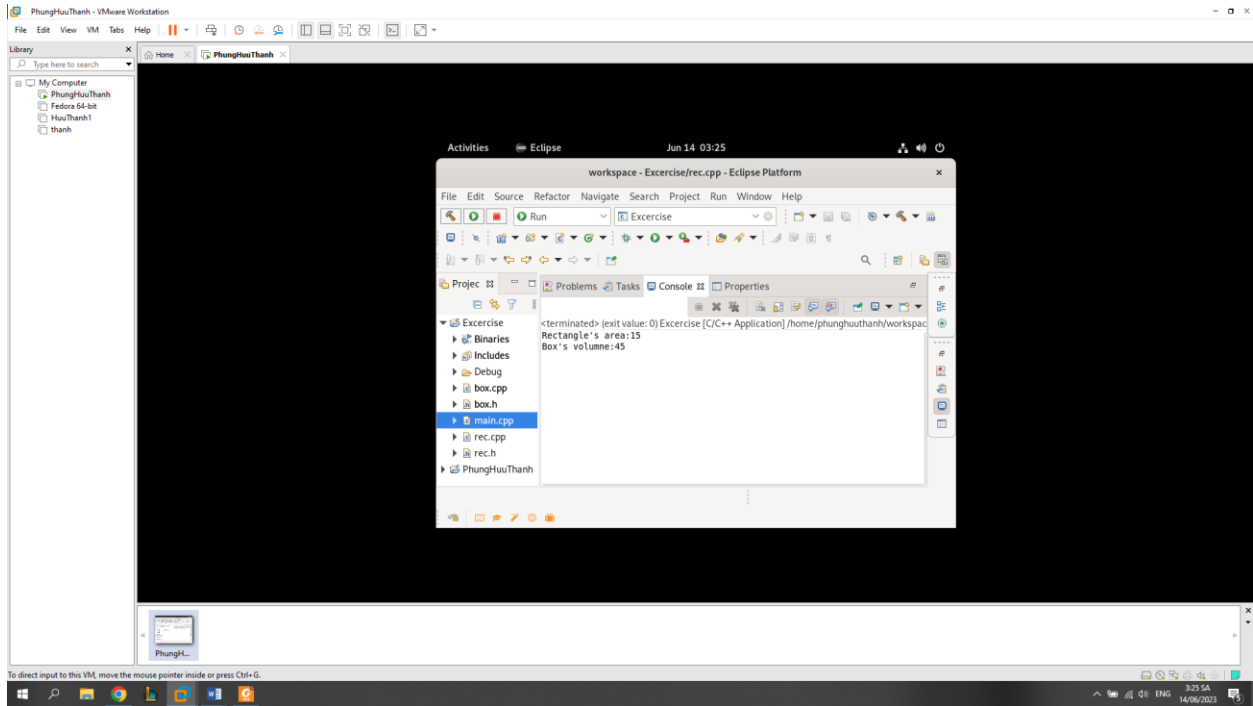 PhungHuuThanh - VMware Workstation
File Edit View VM Tabs Help
Library
Type here to search
Home
PhungHuuThanh
My Computer
PhungHuuThanh
Fedora 64-bit
HuuThanh1
thanh
Activities Eclipse Jun 14 03:25
workspace - Excercise/rec.cpp - Eclipse Platform
File Edit Source Refactor Navigate Search Project Run Window Help
Run Excercise
Projec
Problems Tasks Console Properties
<terminated> (exit value: 0) Excercise [C/C++ Application] /home/phunghuuthanh/workspac
Rectangle's area:15
Box's volumne:45
Excercise
Binaries
Includes
Debug
box.cpp
box.h
main.cpp
rec.cpp
rec.h
PhungHuuThanh
PhungH...
To direct input to this VM, move the mouse pointer inside or press Ctrl+G.
ENG
3:25 SA
14/06/2023